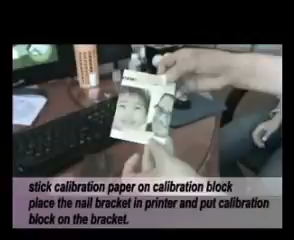 stick calibration paper on calibration block
place the nail bracket in printer and put calibration
block on the bracket.